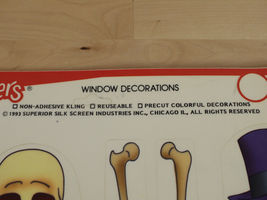 WINDOW DECORATIONS
□ NON-ADHESIVE KLING □ REUSEABLE □ PRECUT COLORFUL DECORATIONS
© 1993 SUPERIOR SILK SCREEN INDUSTRIES INC., CHICAGO IL., ALL RIGHTS RESERVED